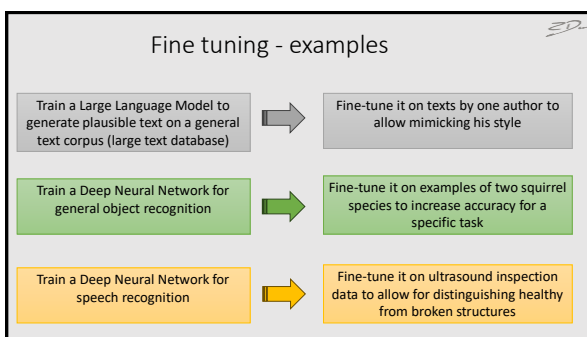 Fine tuning - examples
Train a Large Language Model to
generate plausible text on a general
text corpus (large text database)
Fine-tune it on texts by one author to
allow mimicking his style
Train a Deep Neural Network for
general object recognition
Fine-tune it on examples of two squirrel
species to increase accuracy for a
specific task
Train a Deep Neural Network for
speech recognition
Fine-tune it on ultrasound inspection
data to allow for distinguishing healthy
from broken structures